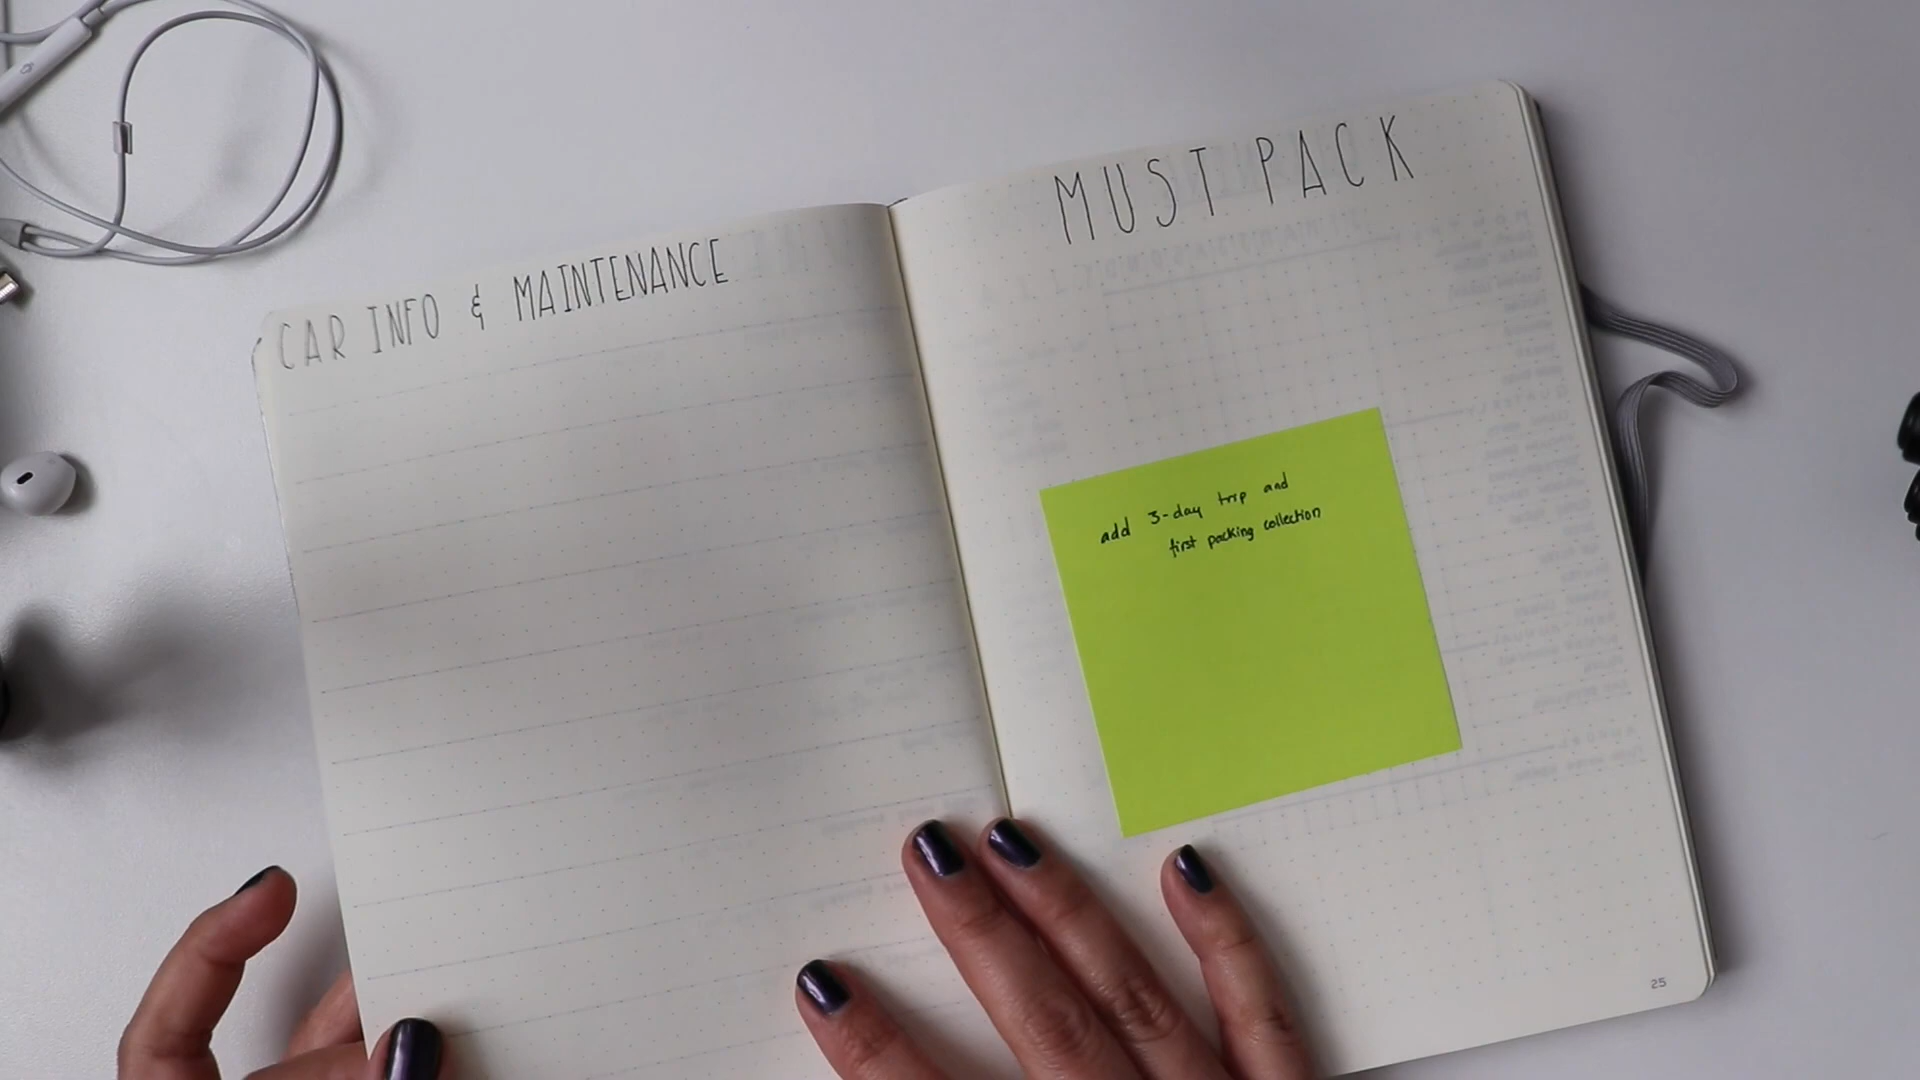 CAR INFO & MAINTENANCE
MUST PACK
add 3-day trip and
first packing collection
25